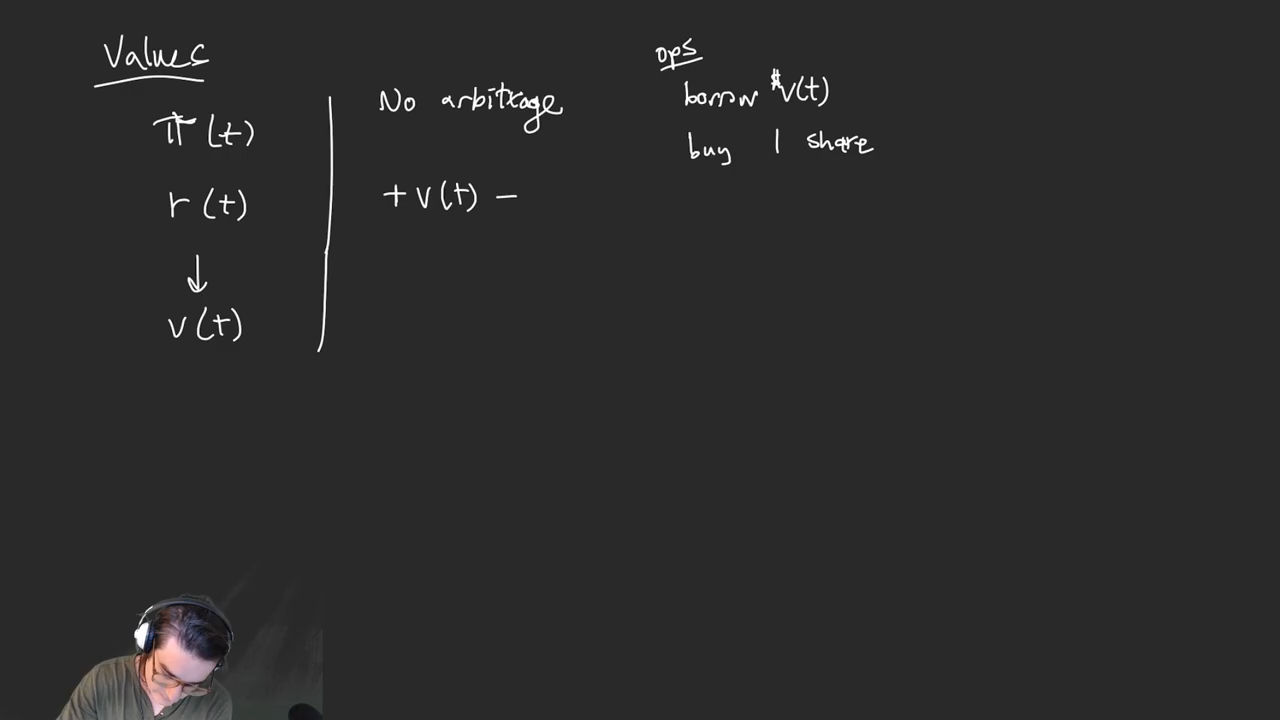 Values
π(t)
r(t)
↓
v(t)
No arbitrage
+v(t) -
ops
borrow $v(t)
buy 1 share